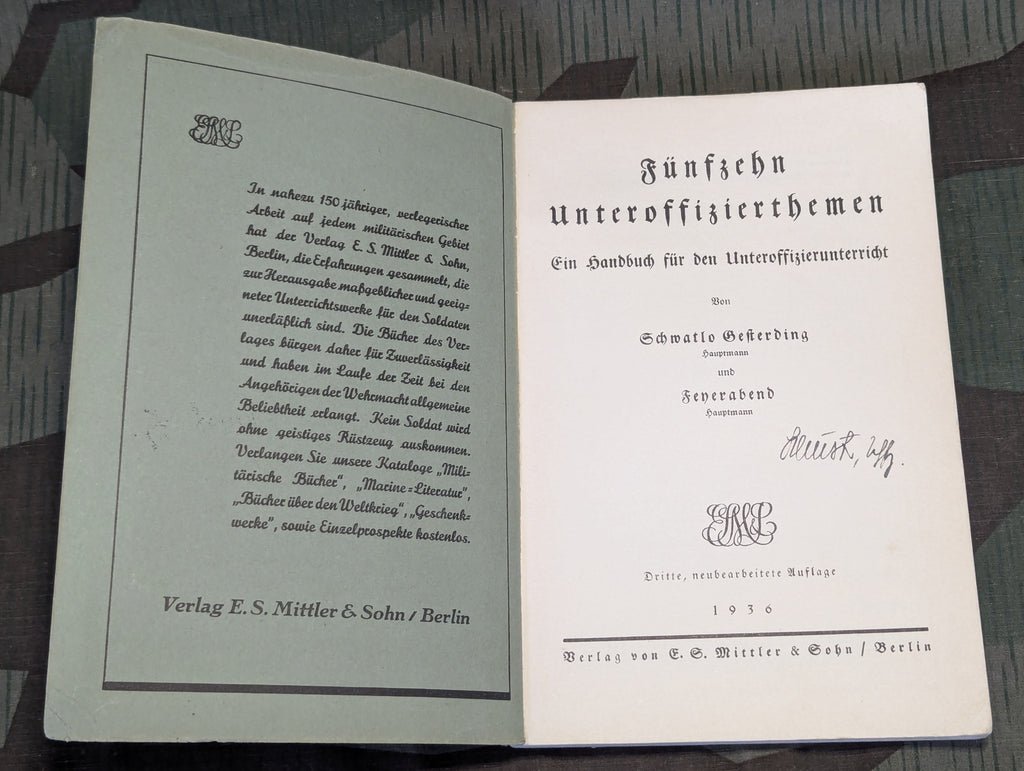 In nahezu 150 jähriger, verlegerischer
Arbeit auf jedem militärischen Gebiet
hat der Verlag E. S. Mittler & Sohn,
Berlin, die Erfahrungen gesammelt, die
zur Herausgabe maßgeblicher und geeig-
neter Unterrichtswerke für den Soldaten
unerläßlich sind. Die Bücher des Ver-
lages bürgen daher für Zuverlässigkeit
und haben im Laufe der Zeit bei den
Angehörigen der Wehrmacht allgemeine
Beliebtheit erlangt. Kein Soldat wird
ohne geistiges Rüstzeug auskommen.
Verlangen Sie unsere Kataloge „Mili-
tärische Bücher", „Marine=Literatur",
„Bücher über den Weltkrieg", „Geschenk-
werke", sowie Einzelprospekte kostenlos.
Verlag E. S. Mittler & Sohn / Berlin
Fünfzehn
Unteroffizierthemen
Ein Handbuch für den Unteroffizierunterricht
Von
Schwatlo Gesterding
Hauptmann
und
Feyerabend
Hauptmann
Dritte, neubearbeitete Auflage
1936
Verlag von E. S. Mittler & Sohn / Berlin